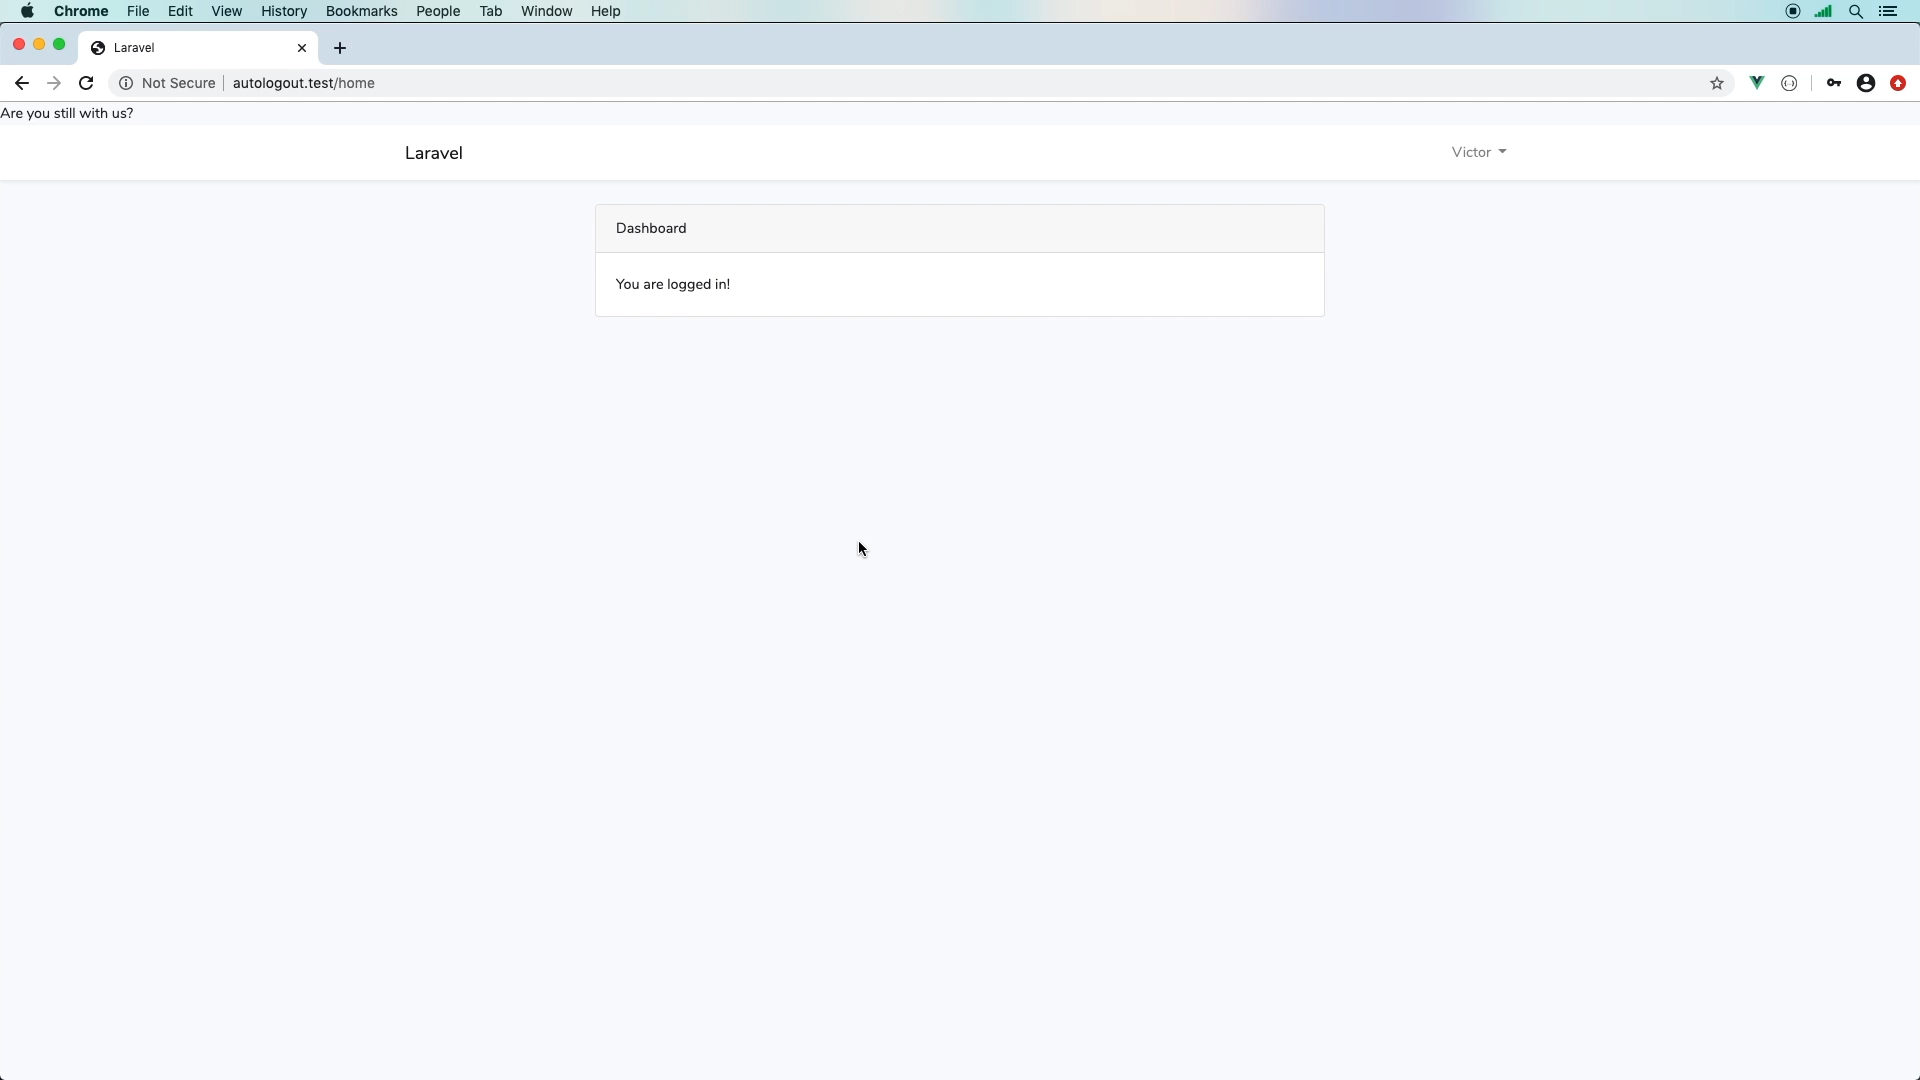 Chrome File Edit View History Bookmarks People Tab Window Help
Laravel
Not Secure autologout.test/home
Are you still with us?
Laravel Victor
Dashboard
You are logged in!